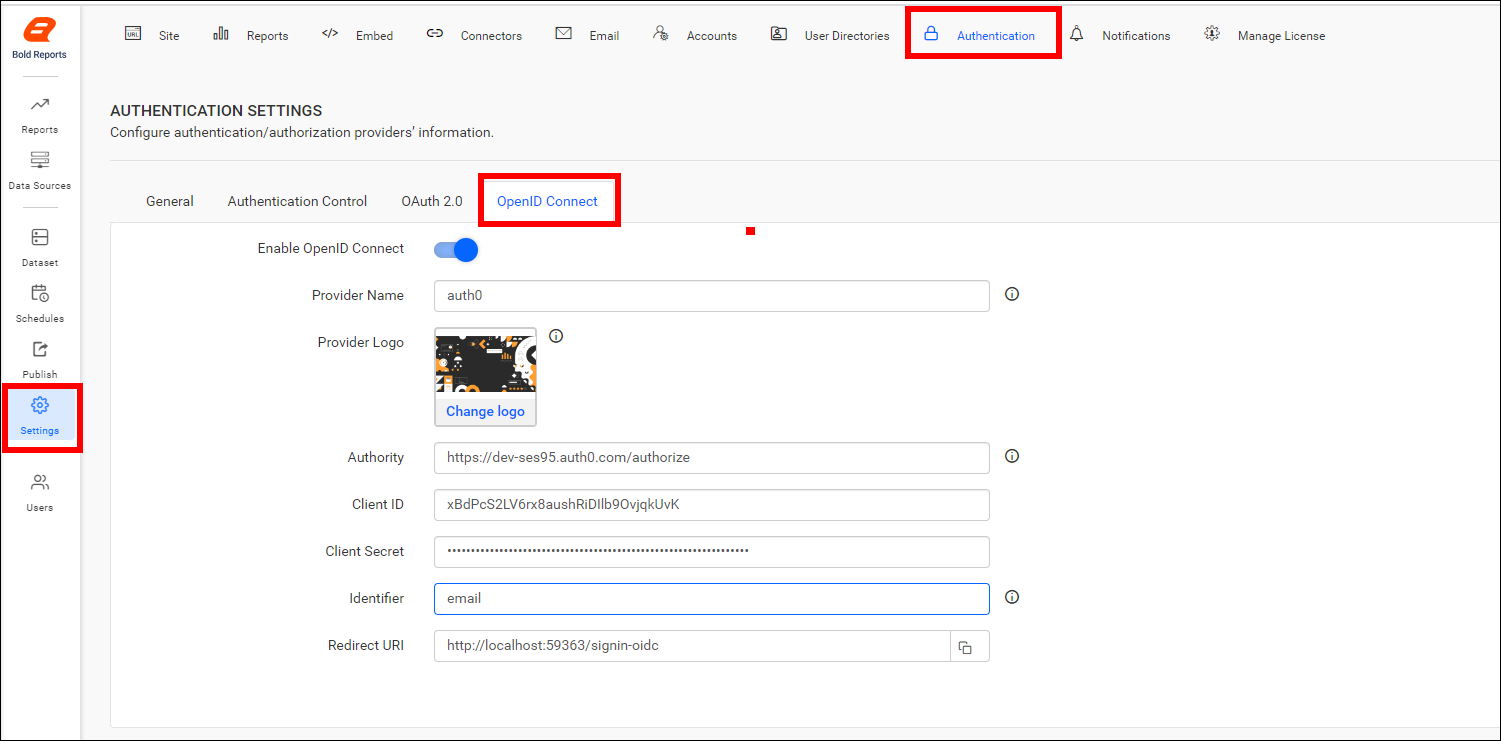 URL
Site
Reports
Embed
Connectors
Email
Accounts
User Directories
Authentication
Notifications
Manage License
Bold Reports
Reports
Data Sources
Dataset
Schedules
Publish
Settings
Users
AUTHENTICATION SETTINGS
Configure authentication/authorization providers' information.
General
Authentication Control
OAuth 2.0
OpenID Connect
Enable OpenID Connect
Provider Name
auth0
Provider Logo
Change logo
Authority
https://dev-ses95.auth0.com/authorize
Client ID
xBdPcS2LV6rx8aushRiDIlb9OvjqkUvK
Client Secret
Identifier
email
Redirect URI
http://localhost:59363/signin-oidc